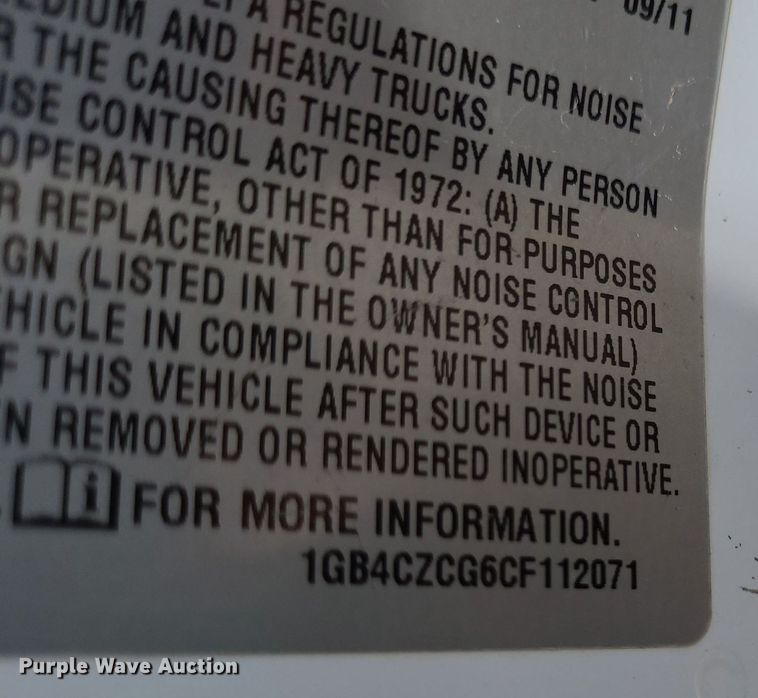 09/11
EPA REGULATIONS FOR NOISE
MEDIUM AND HEAVY TRUCKS.
THE CAUSING THEREOF BY ANY PERSON
ISE CONTROL ACT OF 1972: (A) THE
OPERATIVE, OTHER THAN FOR PURPOSES
R REPLACEMENT OF ANY NOISE CONTROL
GN (LISTED IN THE OWNER'S MANUAL)
HICLE IN COMPLIANCE WITH THE NOISE
F THIS VEHICLE AFTER SUCH DEVICE OR
N REMOVED OR RENDERED INOPERATIVE.
i FOR MORE INFORMATION.
1GB4CZCG6CF112071
Purple Wave Auction